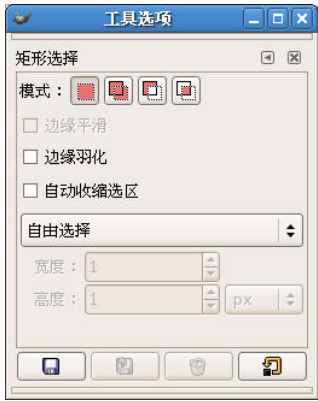 工具选项
矩形选择
模式：
边缘平滑
边缘羽化
自动收缩选区
自由选择
宽度： 1
高度： 1 px